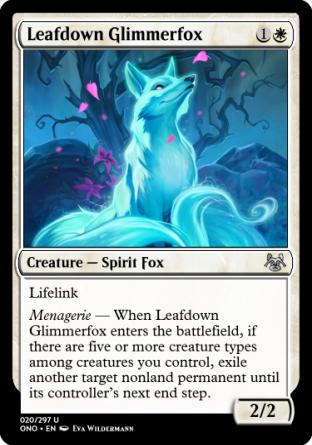 Leafdown Glimmerfox 1
Creature — Spirit Fox
Lifelink
Menagerie — When Leafdown
Glimmerfox enters the battlefield, if
there are five or more creature types
among creatures you control, exile
another target nonland permanent until
its controller's next end step.
2/2
020/297 U
ONO • EN Eva Wildermann